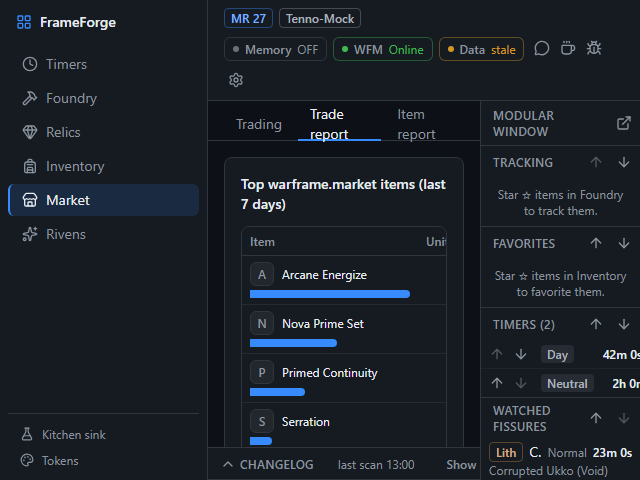 FrameForge
Timers
Foundry
Relics
Inventory
Market
Rivens
Kitchen sink
Tokens
MR 27
Tenno-Mock
Memory OFF
WFM Online
Data stale
Trading
Trade report
Item report
Top warframe.market items (last
7 days)
Item Unit
A Arcane Energize
N Nova Prime Set
P Primed Continuity
S Serration
CHANGELOG last scan 13:00 Show
MODULAR
WINDOW
TRACKING
Star ☆ items in Foundry
to track them.
FAVORITES
Star ☆ items in Inventory
to favorite them.
TIMERS (2)
Day 42m 0s
Neutral 2h 0m
WATCHED
FISSURES
Lith C. Normal 23m 0s
Corrupted Ukko (Void)